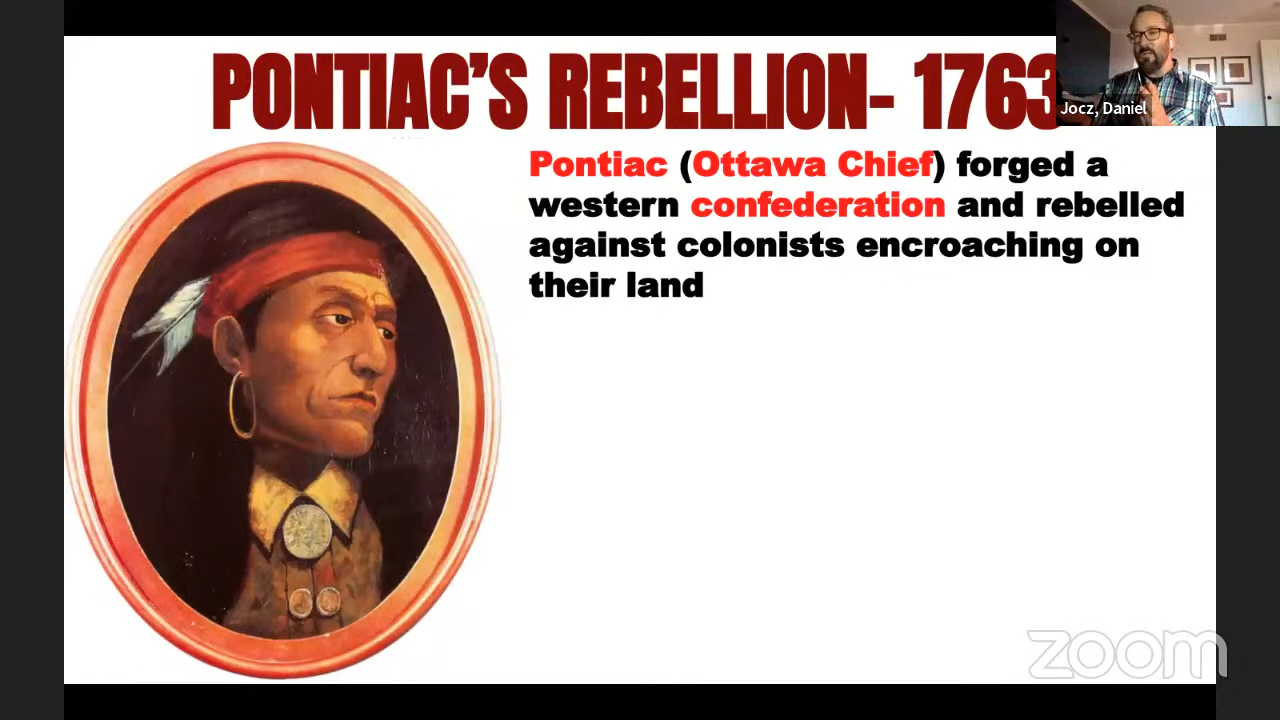 PONTIAC'S REBELLION- 1763
Jocz, Daniel
Pontiac (Ottawa Chief) forged a
western confederation and rebelled
against colonists encroaching on
their land
zoom